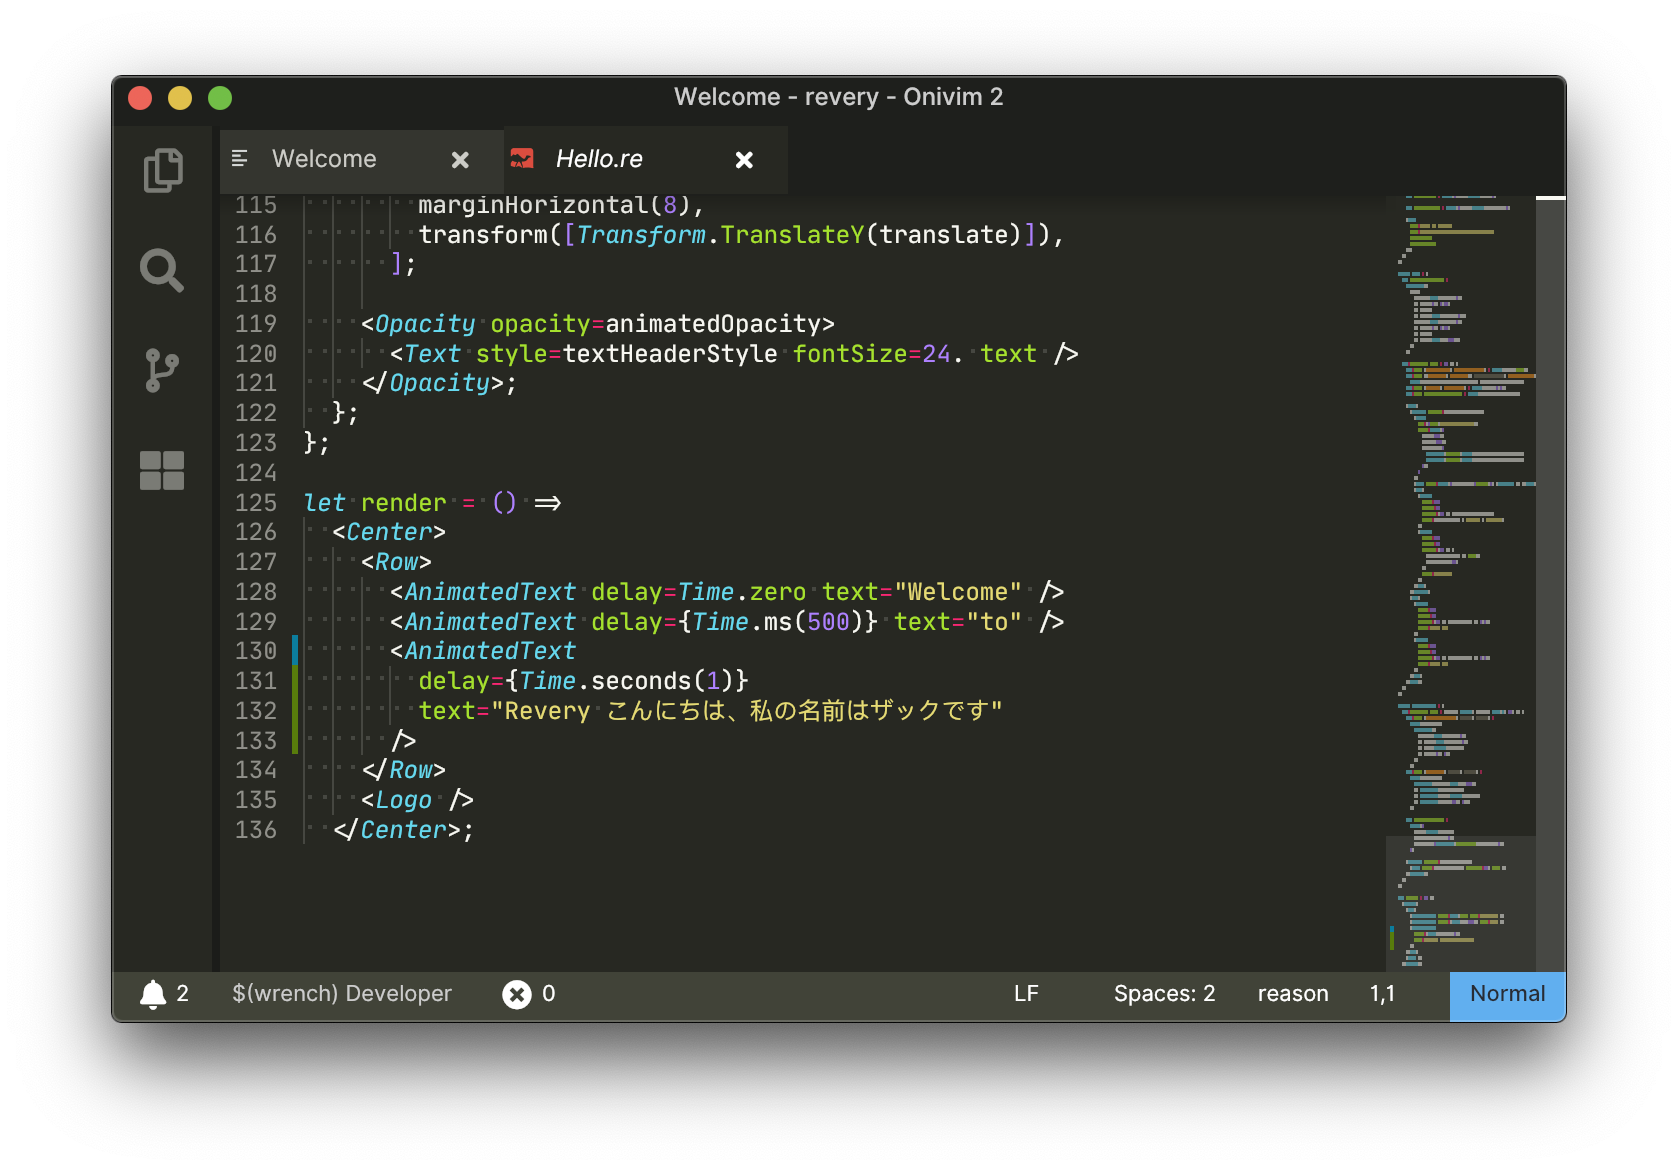 Welcome - revery - Onivim 2
Welcome
Hello.re
115 marginHorizontal(8),
116 transform([Transform.TranslateY(translate)]),
117 ];
118
119 <Opacity opacity=animatedOpacity>
120 <Text style=textHeaderStyle fontSize=24. text />
121 </Opacity>;
122 };
123 };
124
125 let render = () =>
126 <Center>
127 <Row>
128 <AnimatedText delay=Time.zero text="Welcome" />
129 <AnimatedText delay={Time.ms(500)} text="to" />
130 <AnimatedText
131 delay={Time.seconds(1)}
132 text="Revery こんにちは、私の名前はザックです"
133 />
134 </Row>
135 <Logo />
136 </Center>;
2 $(wrench) Developer 0 LF Spaces: 2 reason 1,1 Normal